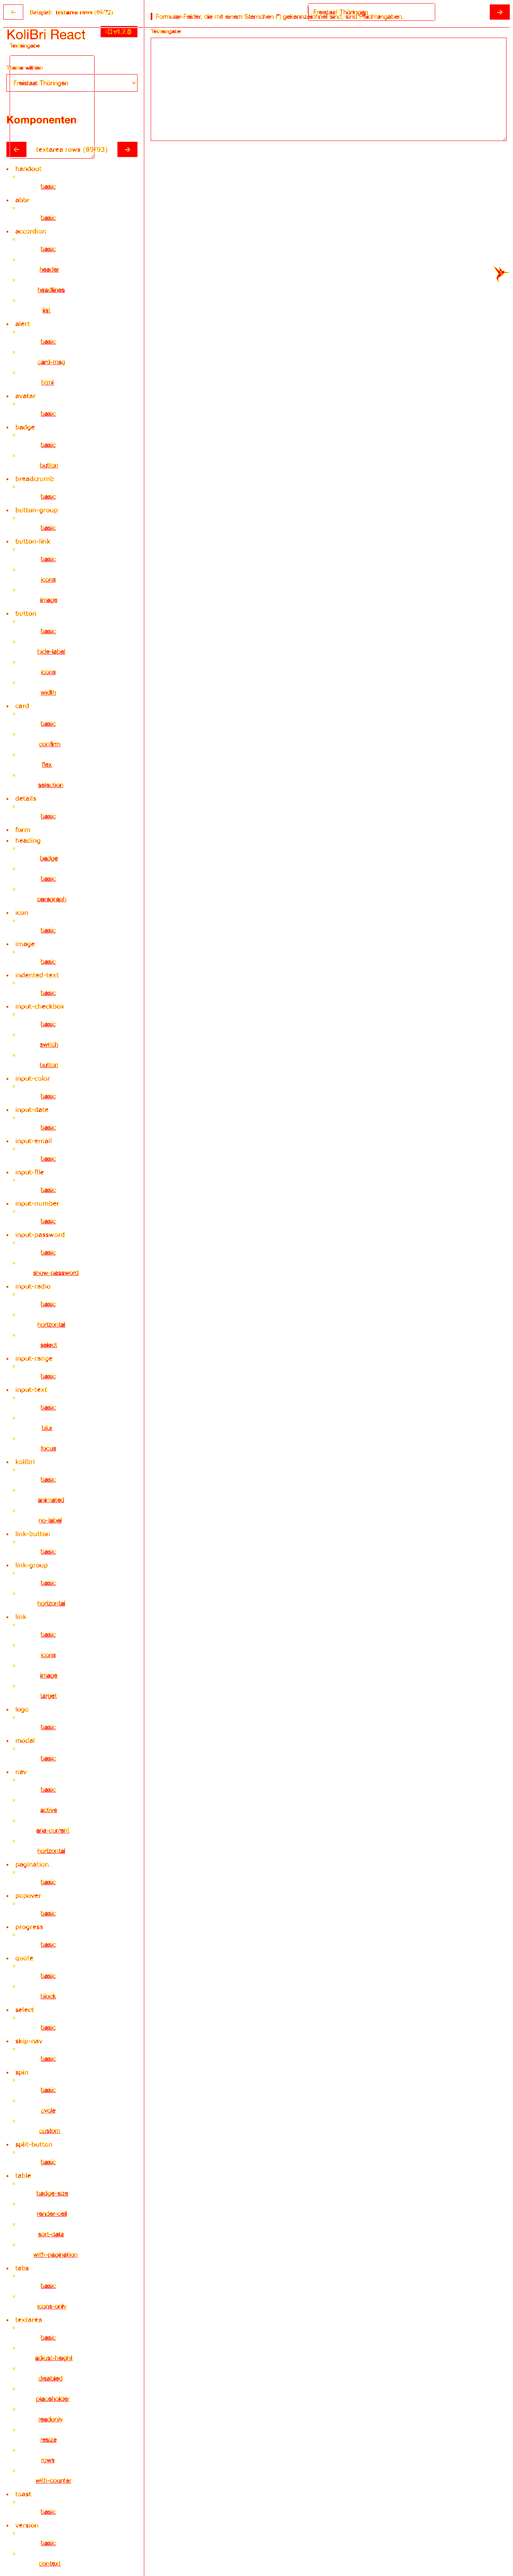 Beispiel: textarea rows (69/72)
Freistaat Thüringen
Formular-Felder, die mit einem Sternchen (*) gekennzeichnet sind, sind Pflichtangaben.
KoliBri React
v1.7.0
Texteingabe
Texteingabe
Theme wählen
Freistaat Thüringen
Komponenten
textarea rows (89/93)
handout
basic
abbr
basic
accordion
basic
header
headlines
list
alert
basic
card-msg
html
avatar
basic
badge
basic
button
breadcrumb
basic
button-group
basic
button-link
basic
icons
image
button
basic
hide-label
icons
width
card
basic
confirm
flex
selection
details
basic
form
heading
badge
basic
paragraph
icon
basic
image
basic
indented-text
basic
input-checkbox
basic
switch
button
input-color
basic
input-date
basic
input-email
basic
input-file
basic
input-number
basic
input-password
basic
show-password
input-radio
basic
horizontal
select
input-range
basic
input-text
basic
blur
focus
kolibri
basic
animated
no-label
link-button
basic
link-group
basic
horizontal
link
basic
icons
image
target
logo
basic
modal
basic
nav
basic
active
aria-current
horizontal
pagination
basic
popover
basic
progress
basic
quote
basic
block
select
basic
skip-nav
basic
spin
basic
cycle
custom
split-button
basic
table
badge-size
render-cell
sort-data
with-pagination
tabs
basic
icons-only
textarea
basic
adjust-height
disabled
placeholder
readonly
resize
rows
with-counter
toast
basic
version
basic
context